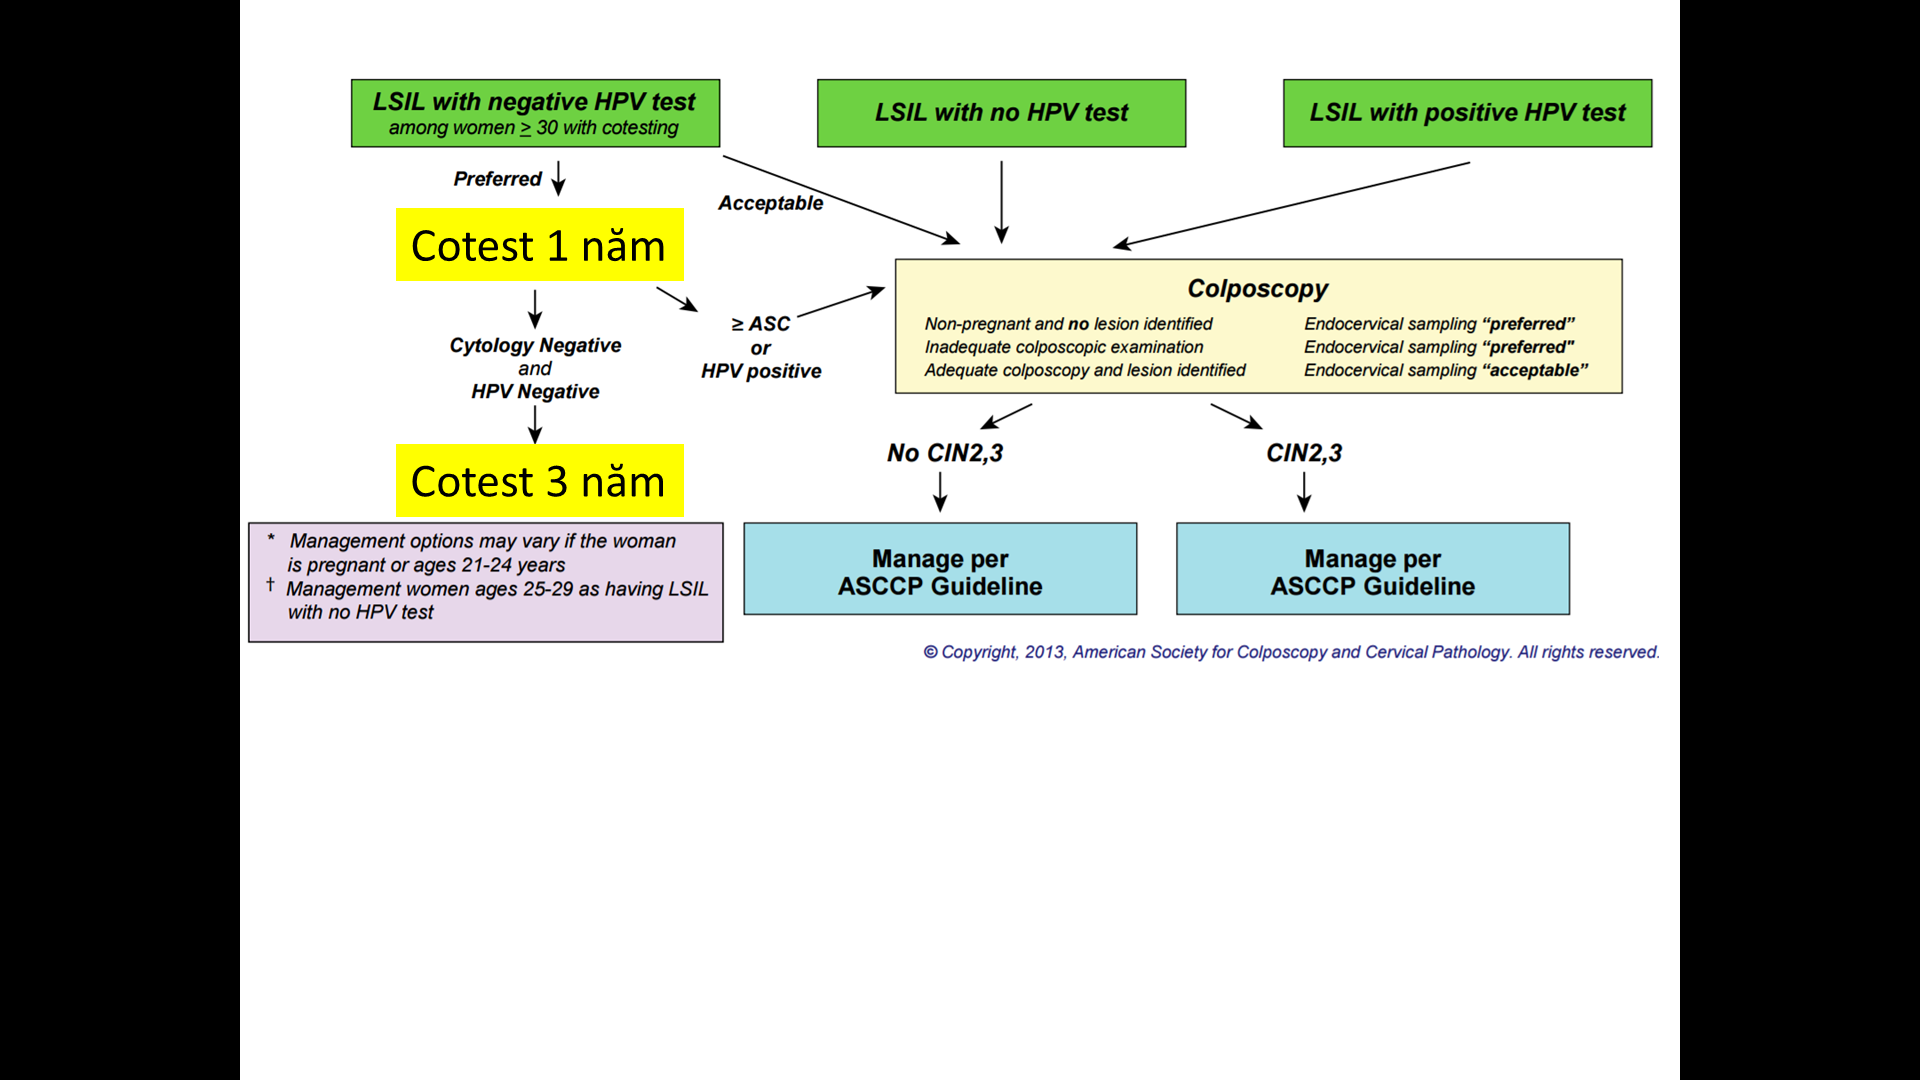 LSIL with negative HPV test
among women ≥ 30 with cotesting
LSIL with no HPV test
LSIL with positive HPV test
Preferred
Acceptable
Cotest 1 năm
≥ ASC
or
HPV positive
Cytology Negative
and
HPV Negative
Cotest 3 năm
Colposcopy
Non-pregnant and no lesion identified Endocervical sampling “preferred”
Inadequate colposcopic examination Endocervical sampling “preferred"
Adequate colposcopy and lesion identified Endocervical sampling “acceptable”
No CIN2,3
CIN2,3
Manage per
ASCCP Guideline
Manage per
ASCCP Guideline
* Management options may vary if the woman
is pregnant or ages 21-24 years
† Management women ages 25-29 as having LSIL
with no HPV test
© Copyright, 2013, American Society for Colposcopy and Cervical Pathology. All rights reserved.